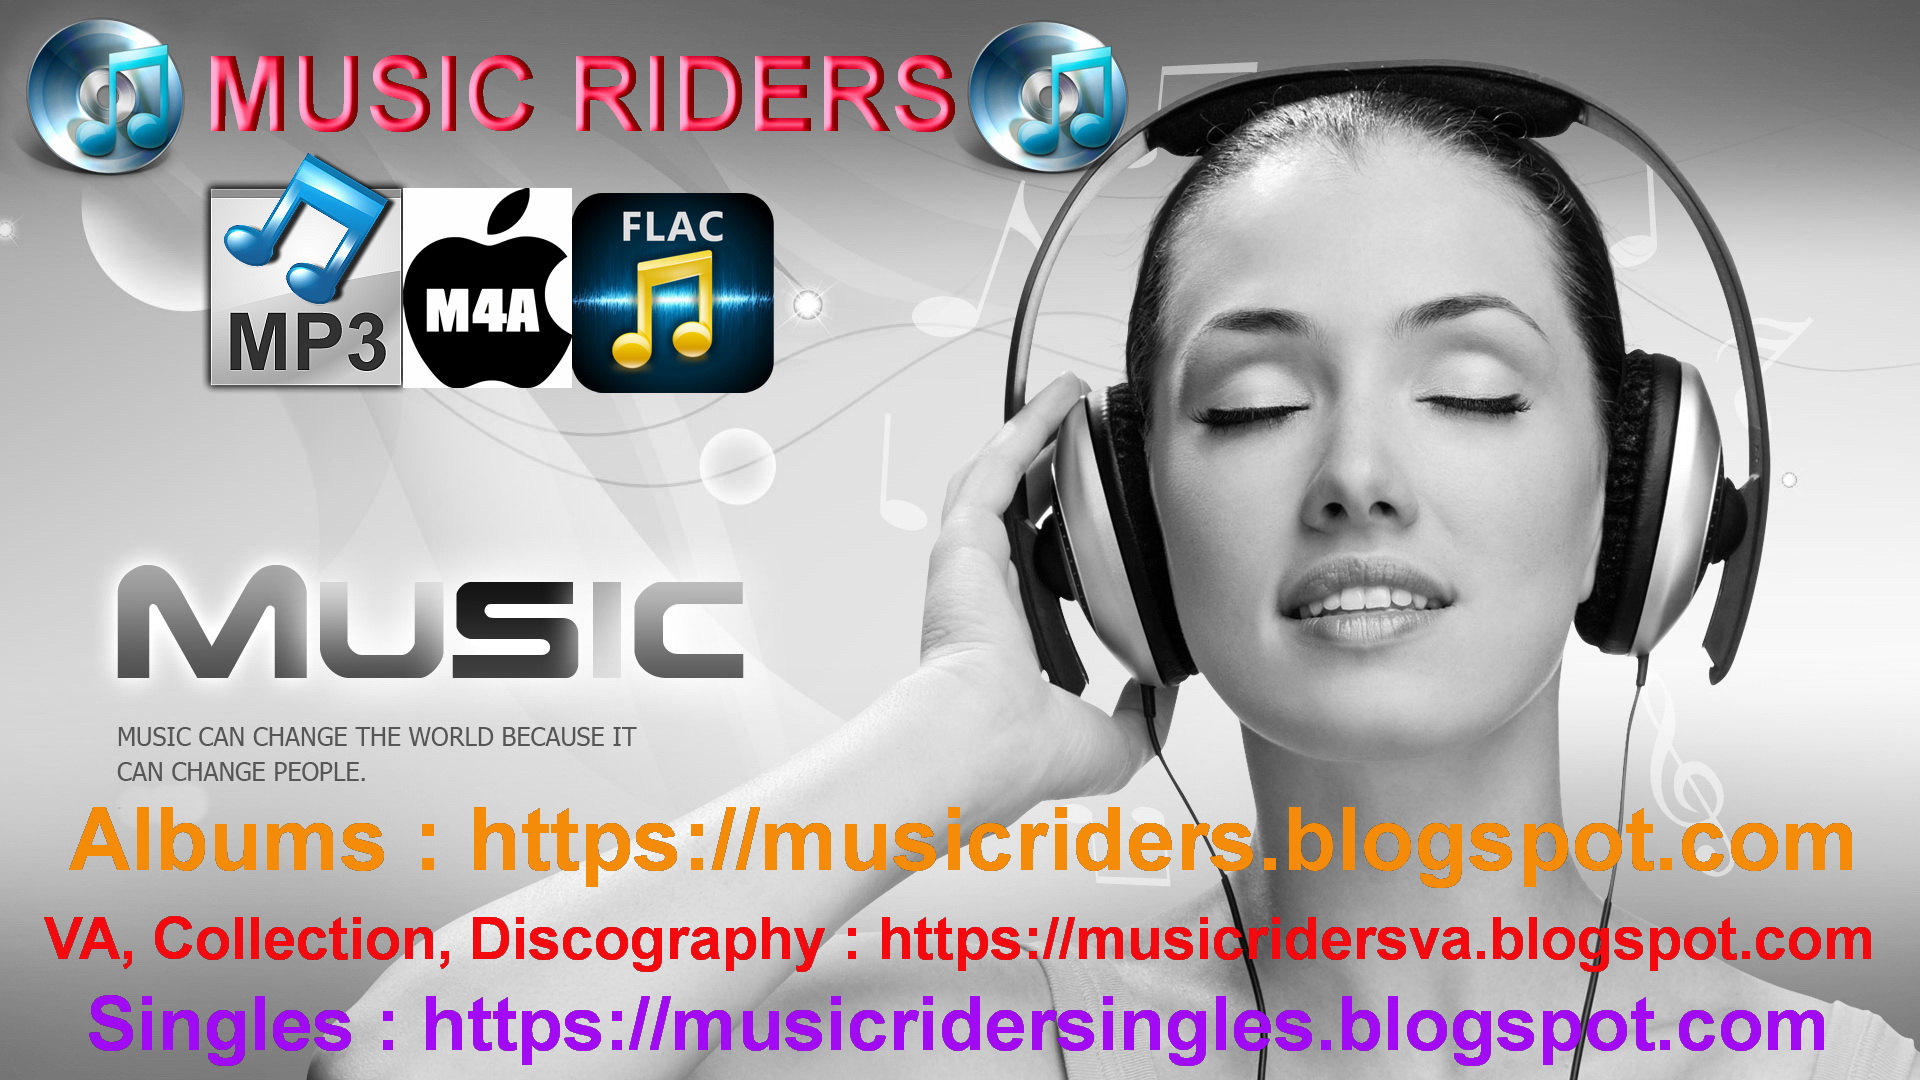 MUSIC RIDERS
MP3
M4A
FLAC
MUSIC
MUSIC CAN CHANGE THE WORLD BECAUSE IT
CAN CHANGE PEOPLE.
Albums : https://musicriders.blogspot.com
VA, Collection, Discography : https://musicridersva.blogspot.com
Singles : https://musicridersingles.blogspot.com